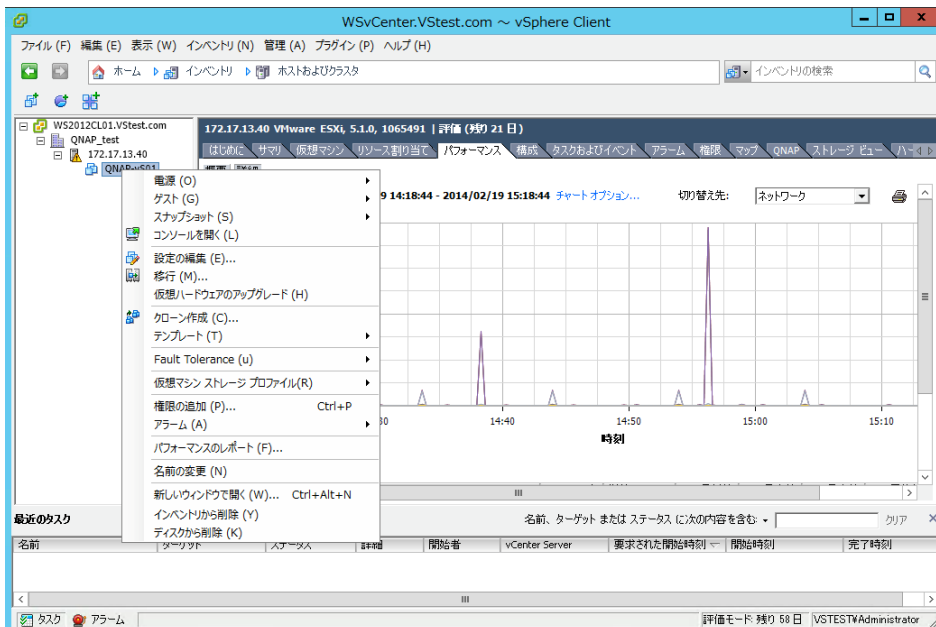 WSvCenter.VStest.com ~ vSphere Client
ファイル (F) 編集 (E) 表示 (W) インベントリ (N) 管理 (A) プラグイン (P) ヘルプ (H)
ホーム インベントリ ホストおよびクラスタ
インベントリの検索
WS2012CL01.VStest.com
QNAP_test
172.17.13.40
QNAP-vS01
172.17.13.40 VMware ESXi, 5.1.0, 1065491 | 評価 (残り 21 日)
はじめに サマリ 仮想マシン リソース割り当て パフォーマンス 構成 タスクおよびイベント アラーム 権限 マップ QNAP ストレージ ビュー ハ
9 14:18:44 - 2014/02/19 15:18:44 チャート オプション... 切り替え先: ネットワーク
電源 (O)
ゲスト (G)
スナップショット (S)
コンソールを開く (L)
設定の編集 (E)...
移行 (M)...
仮想ハードウェアのアップグレード (H)
クローン作成 (C)...
テンプレート (T)
Fault Tolerance (u)
仮想マシン ストレージ プロファイル(R)
権限の追加 (P)... Ctrl+P
アラーム (A)
パフォーマンスのレポート (F)...
名前の変更 (N)
新しいウィンドウで開く (W)... Ctrl+Alt+N
インベントリから削除 (Y)
ディスクから削除 (K)
30 14:40 14:50 15:00 15:10
時刻
最近のタスク 名前、ターゲット または ステータス に次の内容を含む: クリア
名前 ターゲット ステータス 詳細 開始者 vCenter Server 要求された開始時刻 開始時刻 完了時刻
タスク アラーム 評価モード: 残り 58 日 VSTEST¥Administrator